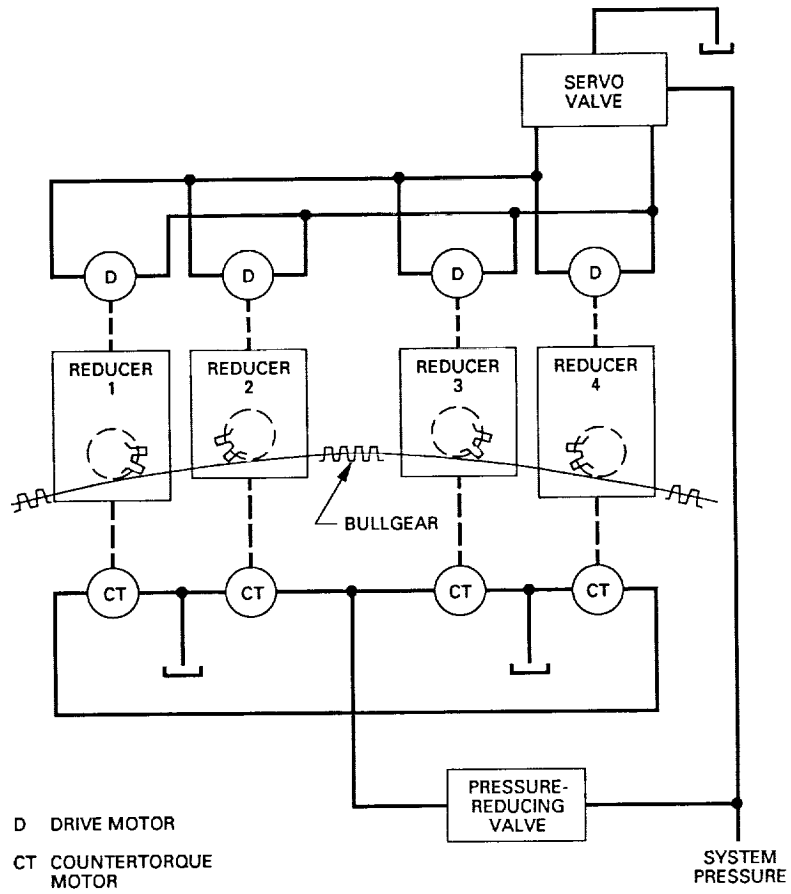 SERVO
VALVE
D
D
D
D
REDUCER
1
REDUCER
2
REDUCER
3
REDUCER
4
BULLGEAR
CT
CT
CT
CT
PRESSURE-
REDUCING
VALVE
D DRIVE MOTOR
CT COUNTERTORQUE
MOTOR
SYSTEM
PRESSURE